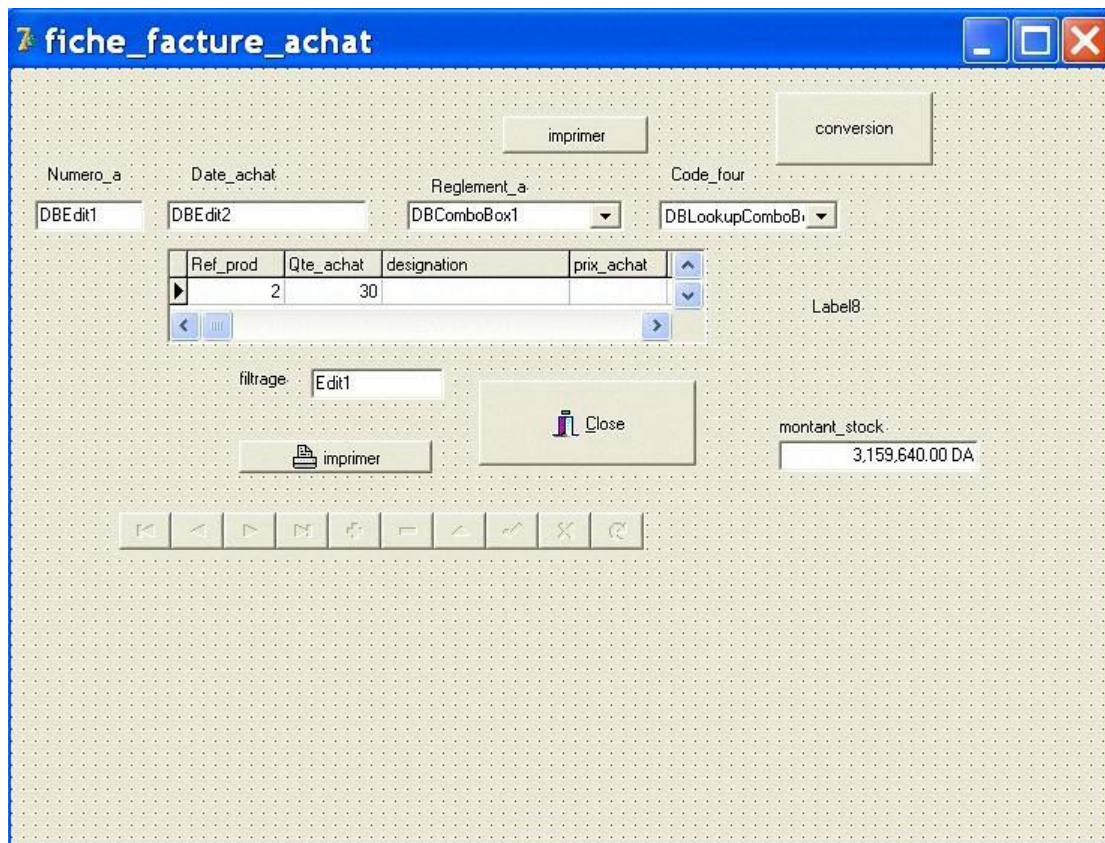 fiche_facture_achat
imprimer
conversion
Numero_a
Date_achat
Reglement_a
Code_four
DBEdit1
DBEdit2
DBComboBox1
DBLookupComboB
Ref_prod Qte_achat designation prix_achat
2 30
Label8
filtrage Edit1
Close
imprimer
montant_stock
3,159,640.00 DA